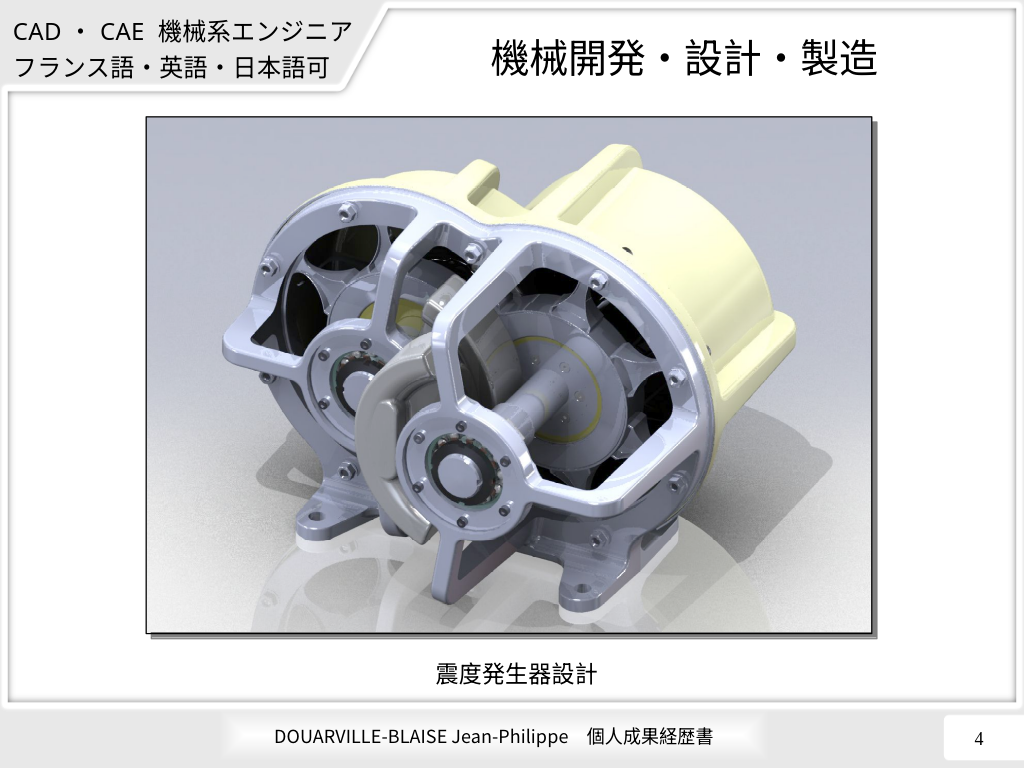 CAD ・ CAE 機械系エンジニア
フランス語・英語・日本語可
機械開発・設計・製造
震度発生器設計
DOUARVILLE-BLAISE Jean-Philippe　個人成果経歴書
4